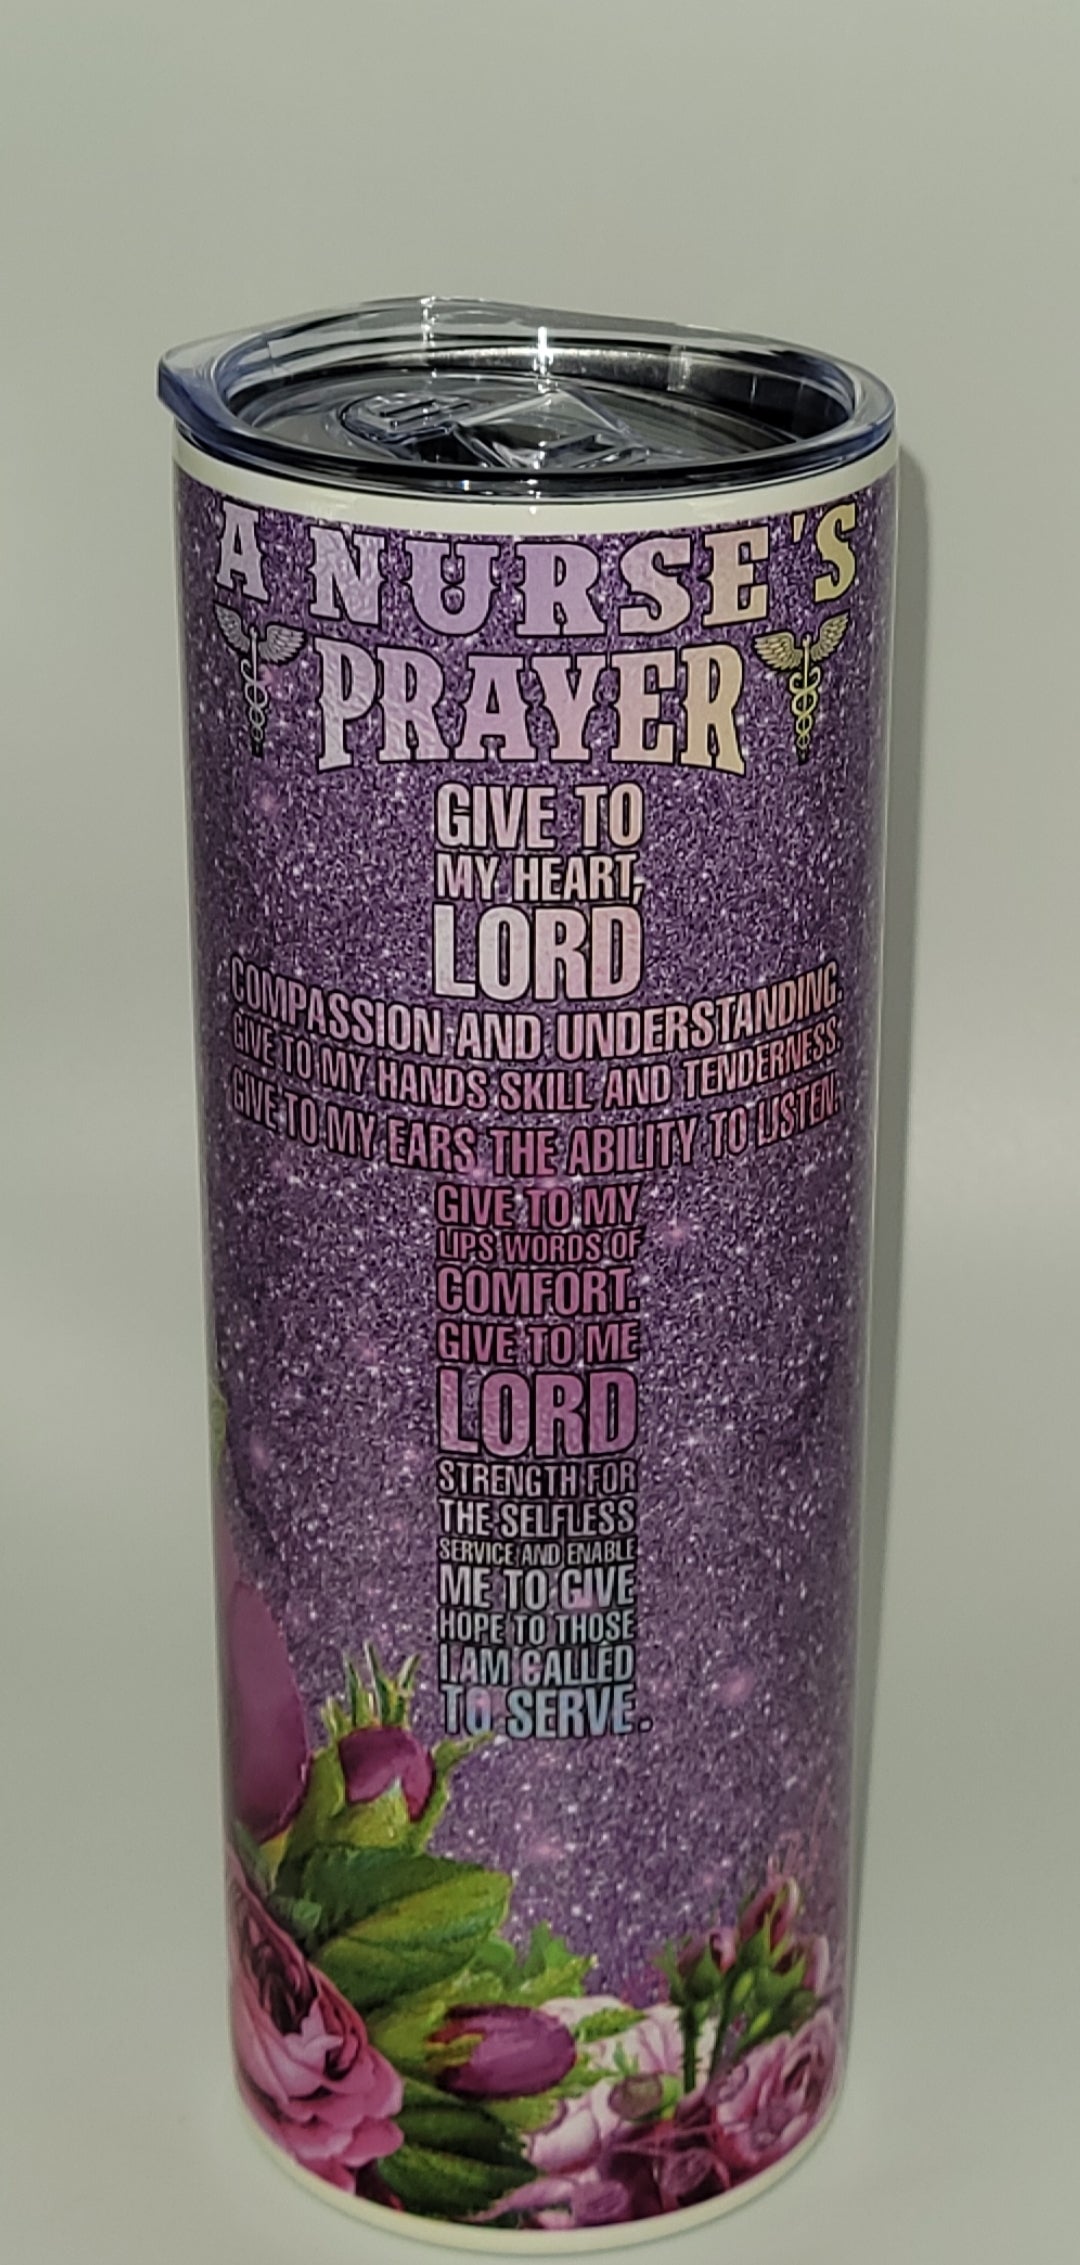 A NURSE'S
PRAYER
GIVE TO
MY HEART,
LORD
COMPASSION AND UNDERSTANDING.
GIVE TO MY HANDS SKILL AND TENDERNESS.
GIVE TO MY EARS THE ABILITY TO LISTEN.
GIVE TO MY
LIPS WORDS OF
COMFORT.
GIVE TO ME
LORD
STRENGTH FOR
THE SELFLESS
SERVICE AND ENABLE
ME TO GIVE
HOPE TO THOSE
I AM CALLED
TO SERVE.